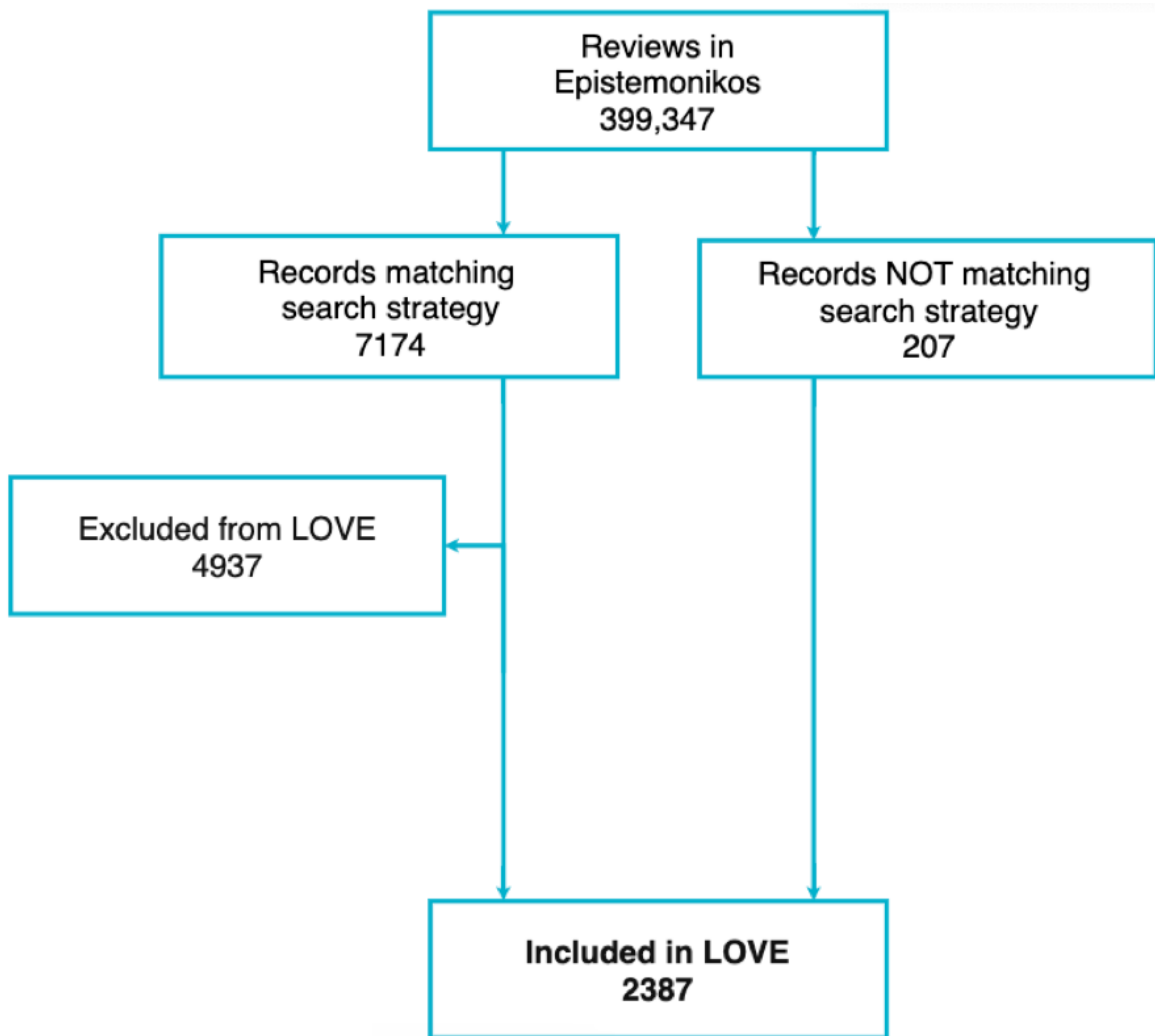 Reviews in
Epistemonikos
399,347
Records matching
search strategy
7174
Records NOT matching
search strategy
207
Excluded from LOVE
4937
Included in LOVE
2387